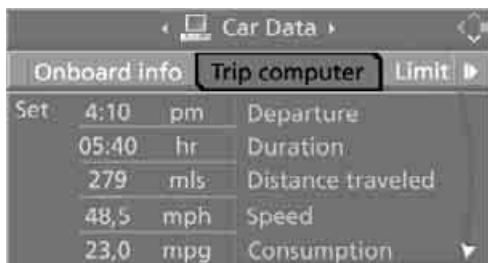 Car Data
Onboard info Trip computer Limit
Set 4:10 pm Departure
05:40 hr Duration
279 mls Distance traveled
48,5 mph Speed
23,0 mpg Consumption